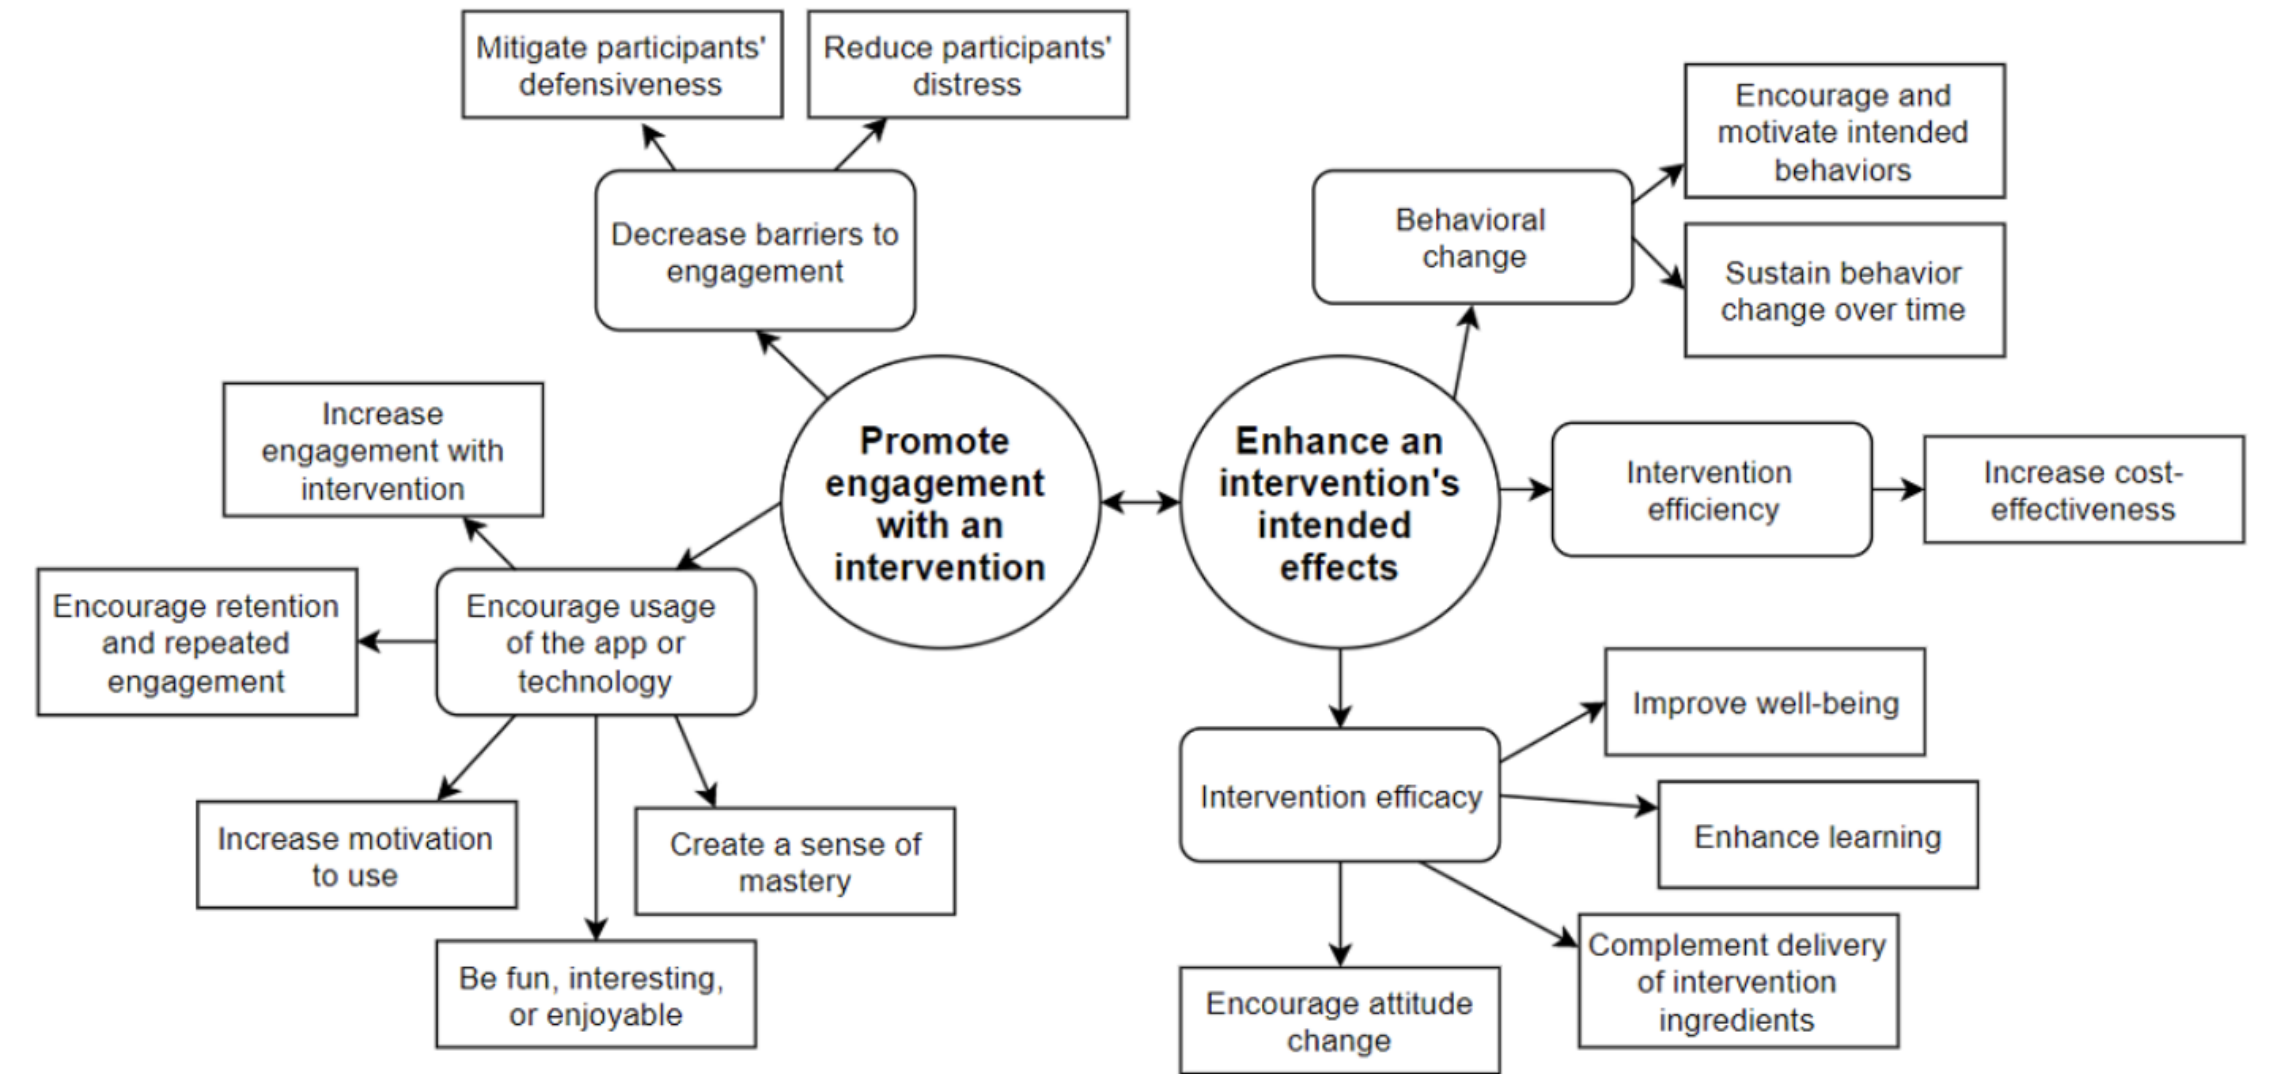 Mitigate participants'
defensiveness
Reduce participants'
distress
Encourage and
motivate intended
behaviors
Decrease barriers to
engagement
Behavioral
change
Sustain behavior
change over time
Increase
engagement with
intervention
Promote
engagement
with an
intervention
Enhance an
intervention's
intended
effects
Intervention
efficiency
Increase cost-
effectiveness
Encourage retention
and repeated
engagement
Encourage usage
of the app or
technology
Improve well-being
Intervention efficacy
Enhance learning
Increase motivation
to use
Create a sense of
mastery
Be fun, interesting,
or enjoyable
Encourage attitude
change
Complement delivery
of intervention
ingredients